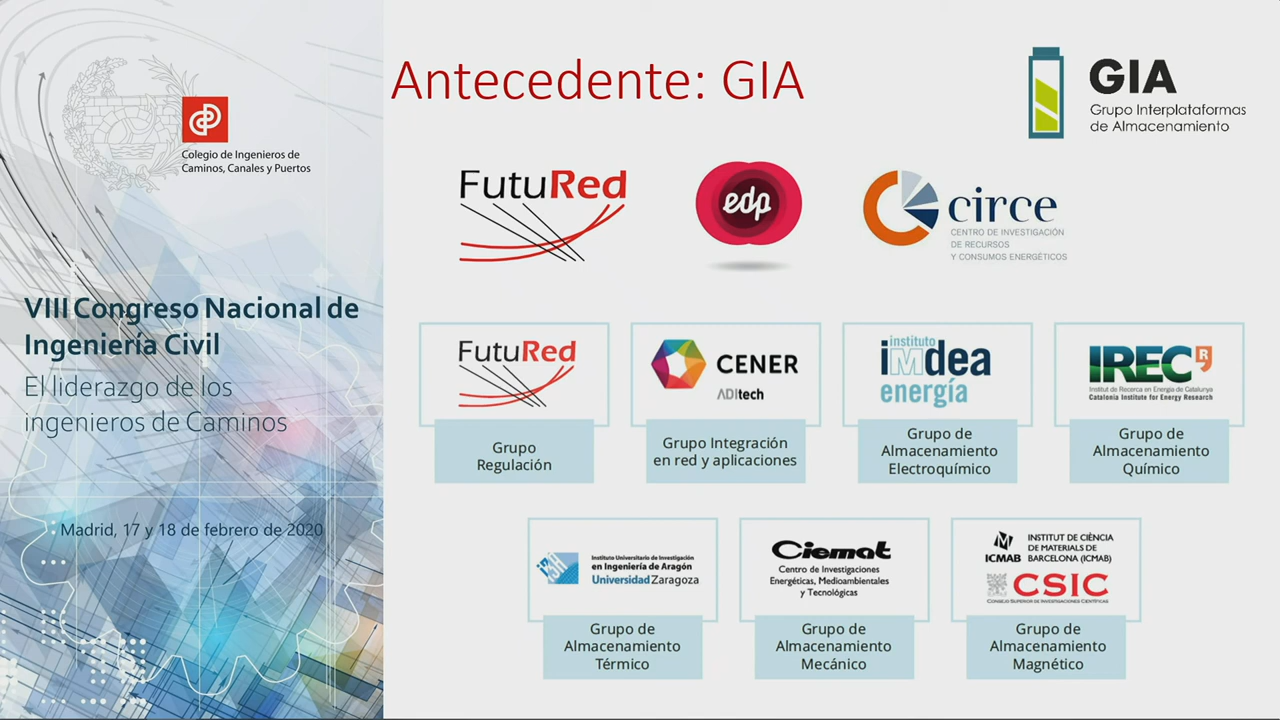 Colegio de Ingenieros de
Caminos, Canales y Puertos
VIII Congreso Nacional de
Ingeniería Civil
El liderazgo de los
ingenieros de Caminos
Madrid, 17 y 18 de febrero de 2020
Antecedente: GIA
GIA
Grupo Interplataformas
de Almacenamiento
FutuRed
edp
circe
CENTRO DE INVESTIGACIÓN
DE RECURSOS
Y CONSUMOS ENERGÉTICOS
FutuRed
Grupo
Regulación
CENER
ADItech
Grupo Integración
en red y aplicaciones
instituto
imdea
energía
Grupo de
Almacenamiento
Electroquímico
IREC
Institut de Recerca en Energia de Catalunya
Catalonia Institute for Energy Research
Grupo de
Almacenamiento
Químico
Instituto Universitario de Investigación
en Ingeniería de Aragón
Universidad Zaragoza
Grupo de
Almacenamiento
Térmico
Ciemat
Centro de Investigaciones
Energéticas, Medioambientales
y Tecnológicas
Grupo de
Almacenamiento
Mecánico
ICMAB
INSTITUT DE CIÈNCIA
DE MATERIALS DE
BARCELONA (ICMAB)
CSIC
CONSEJO SUPERIOR DE INVESTIGACIONES CIENTÍFICAS
Grupo de
Almacenamiento
Magnético